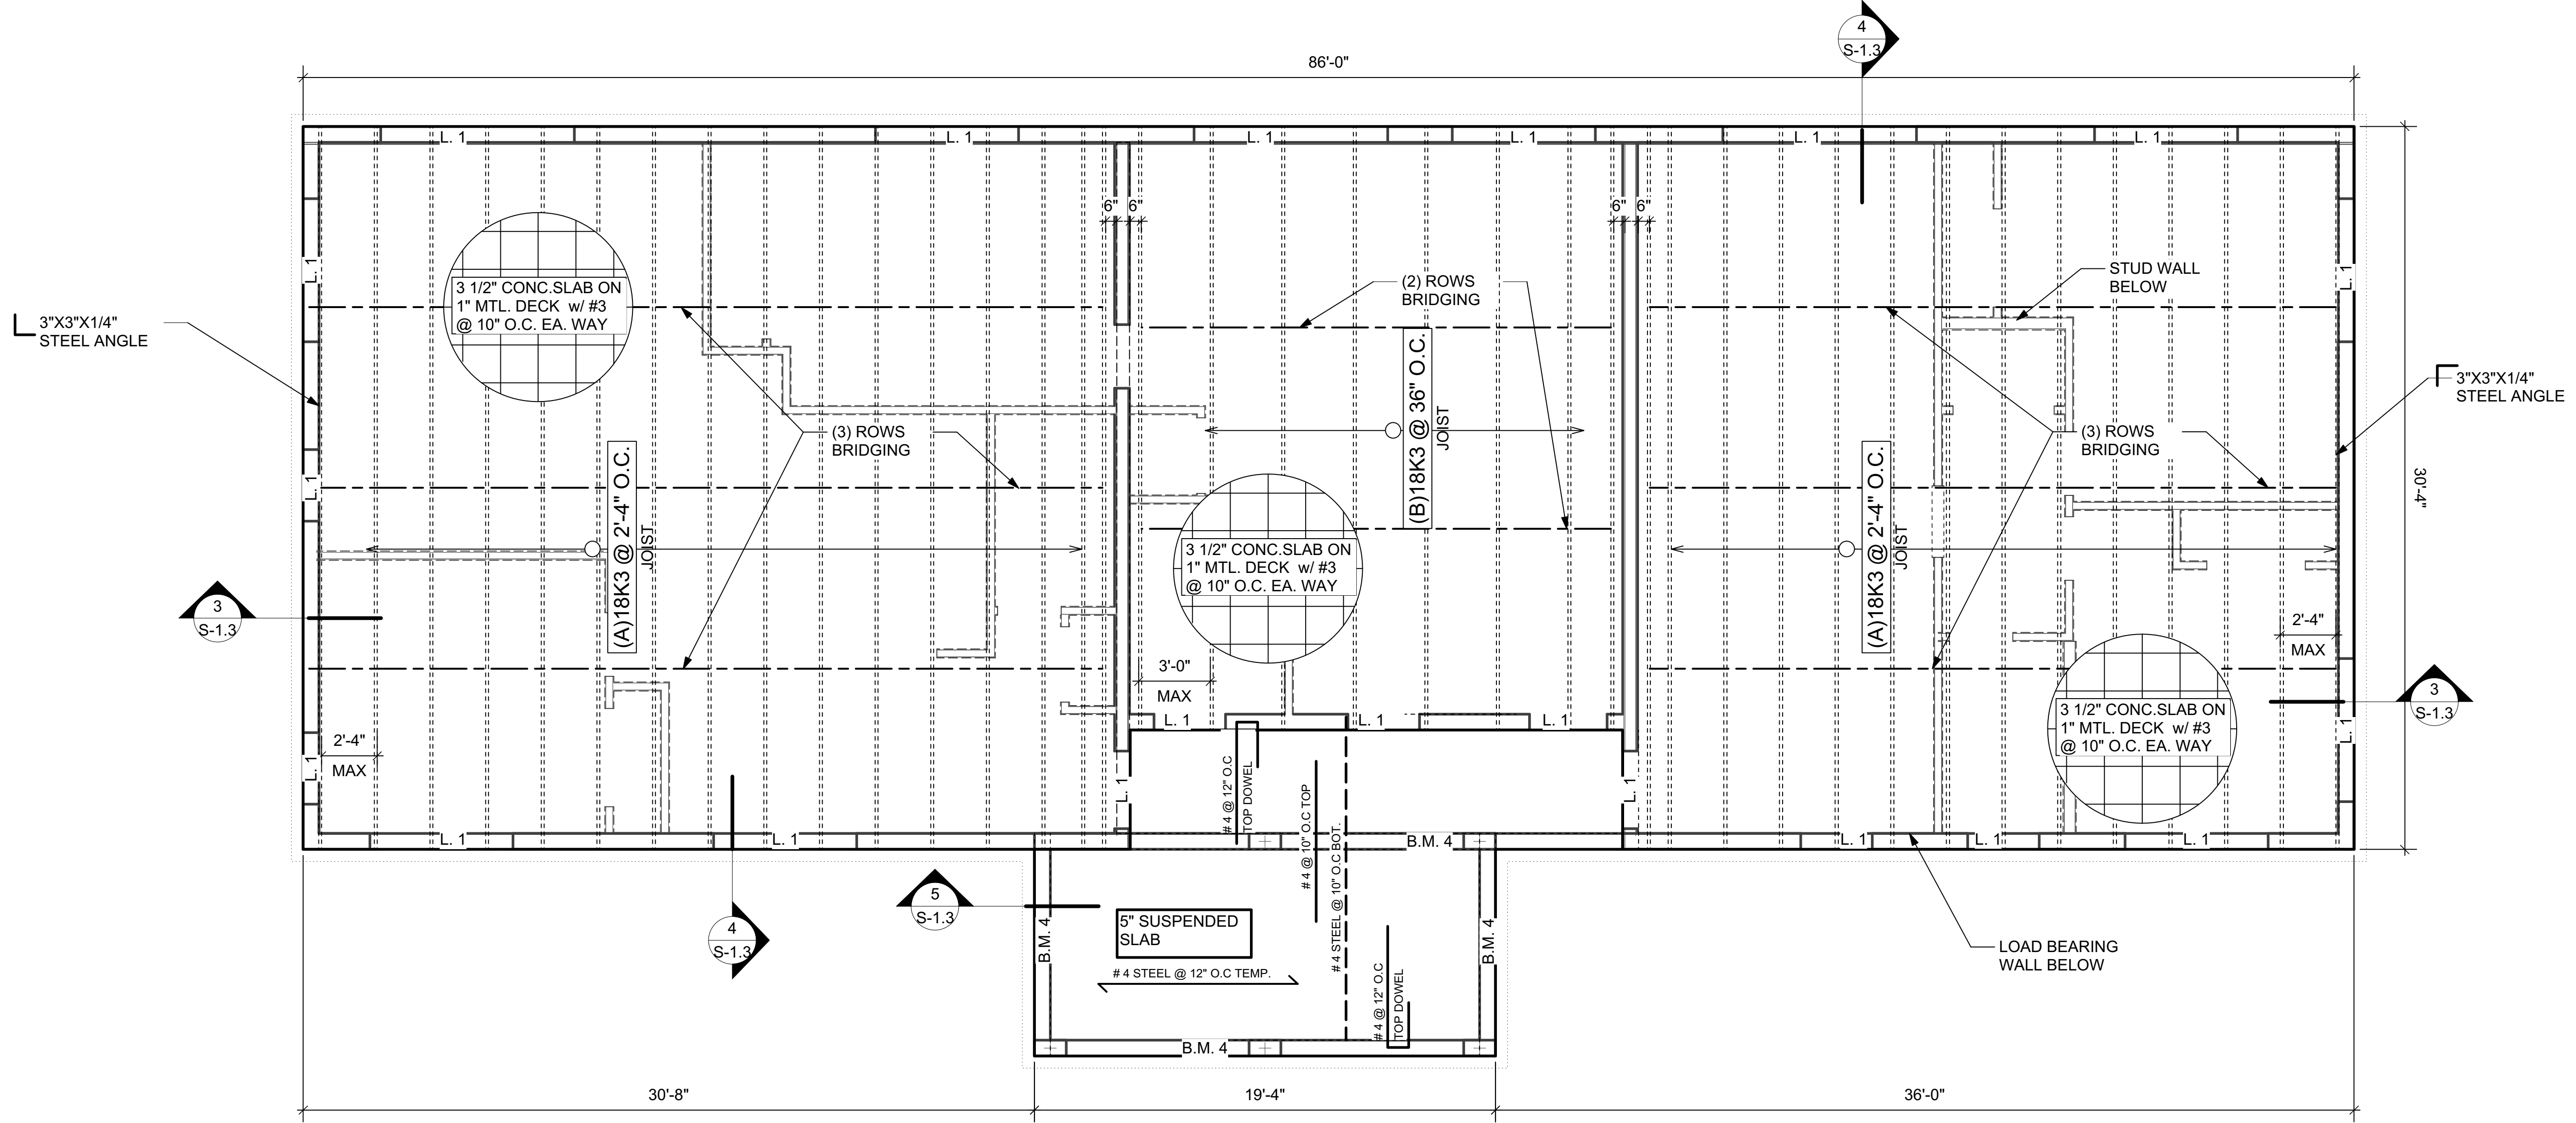 4
S-1.3
86'-0"
L. 1
L. 1
L. 1
L. 1
L. 1
L. 1
6"
6"
6"
6"
L. 1
L. 1
3 1/2" CONC.SLAB ON
1" MTL. DECK w/ #3
@ 10" O.C. EA. WAY
(2) ROWS
BRIDGING
STUD WALL
BELOW
3"X3"X1/4"
STEEL ANGLE
3"X3"X1/4"
STEEL ANGLE
(A)18K3 @ 2'-4" O.C.
JOIST
(3) ROWS
BRIDGING
(B)18K3 @ 36" O.C.
JOIST
(A)18K3 @ 2'-4" O.C.
JOIST
(3) ROWS
BRIDGING
30'-4"
L. 1
3 1/2" CONC.SLAB ON
1" MTL. DECK w/ #3
@ 10" O.C. EA. WAY
3
S-1.3
2'-4"
MAX
3'-0"
MAX
3
S-1.3
3 1/2" CONC.SLAB ON
1" MTL. DECK w/ #3
@ 10" O.C. EA. WAY
L. 1
L. 1
L. 1
L. 1
2'-4"
MAX
L. 1
L. 1
L. 1
# 4 @ 12" O.C
TOP DOWEL
# 4 @ 10" O.C TOP
# 4 STEEL @ 10" O.C BOT.
L. 1
L. 1
B.M. 4
L. 1
L. 1
L. 1
5
S-1.3
5" SUSPENDED
SLAB
B.M. 4
B.M. 4
4
S-1.3
# 4 STEEL @ 12" O.C TEMP.
# 4 @ 12" O.C
TOP DOWEL
LOAD BEARING
WALL BELOW
B.M. 4
30'-8"
19'-4"
36'-0"